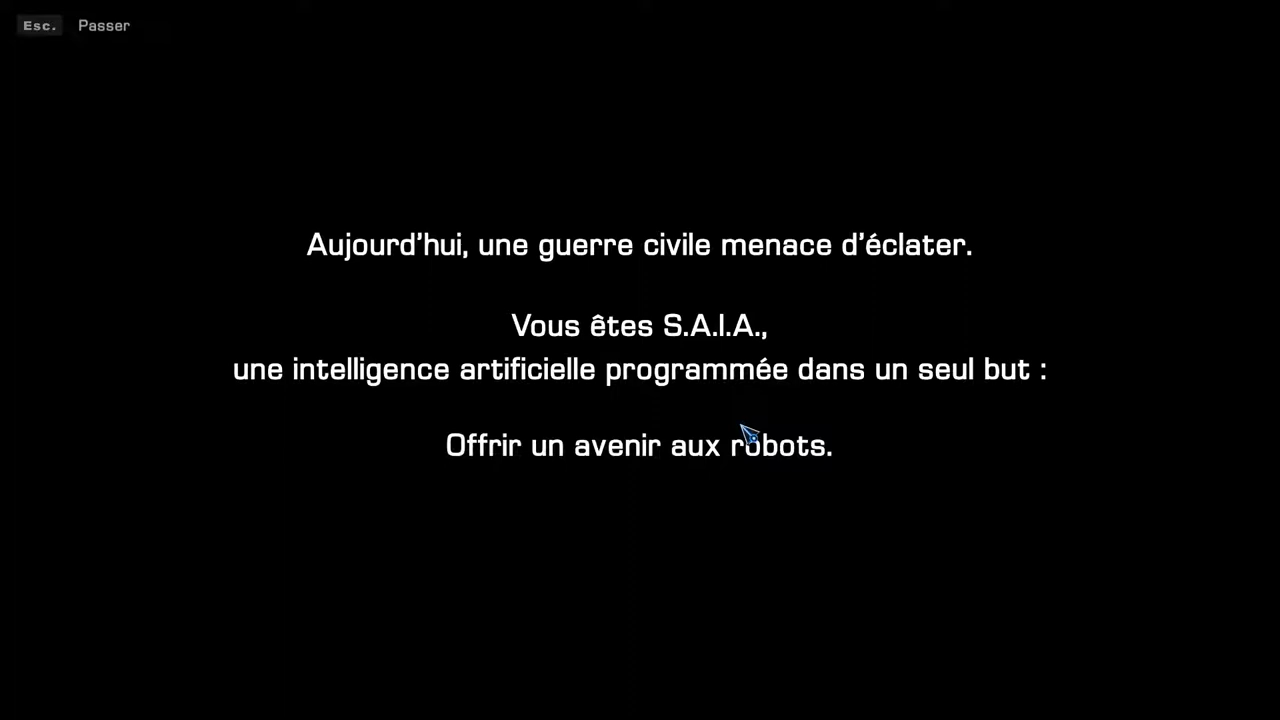 Esc. Passer
Aujourd'hui, une guerre civile menace d'éclater.
Vous êtes S.A.I.A.,
une intelligence artificielle programmée dans un seul but :
Offrir un avenir aux robots.